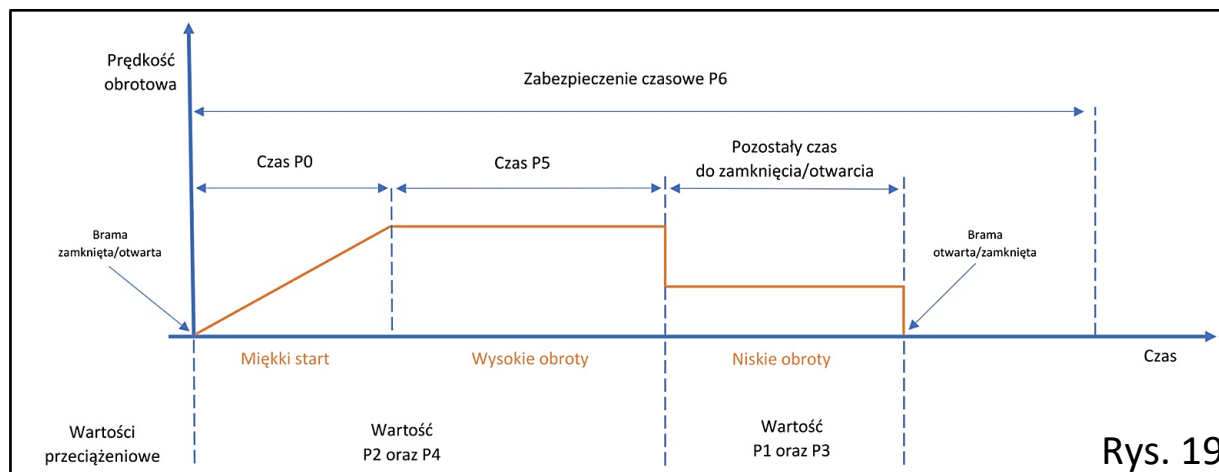 Prędkość
obrotowa
Zabezpieczenie czasowe P6
Czas P0
Czas P5
Pozostały czas
do zamknięcia/otwarcia
Brama
zamknięta/otwarta
Brama
otwarta/zamknięta
Miękki start
Wysokie obroty
Niskie obroty
Czas
Wartości
przeciążeniowe
Wartość
P2 oraz P4
Wartość
P1 oraz P3
Rys. 19